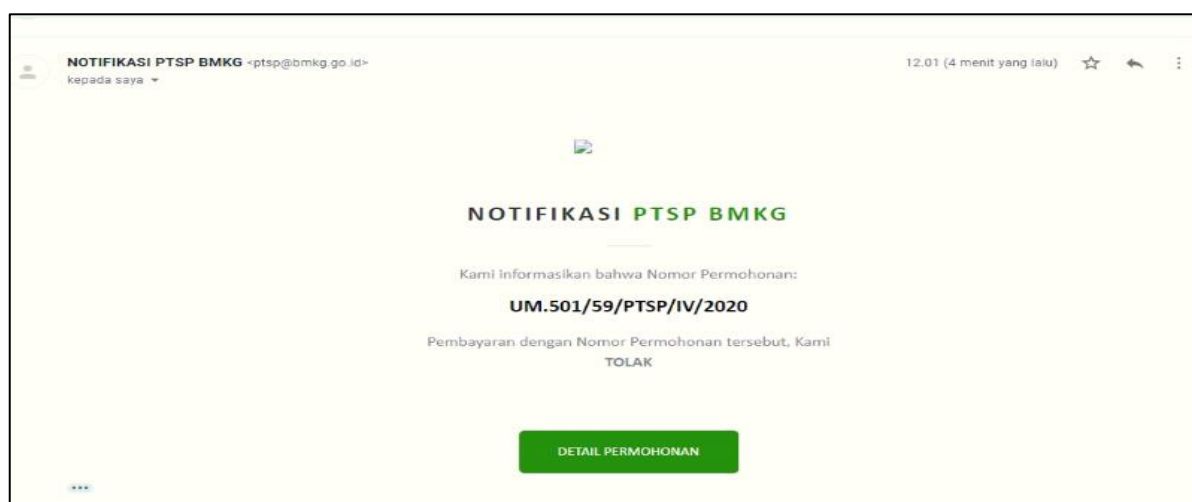 NOTIFIKASI PTSP BMKG <ptsp@bmkg.go.id>
12.01 (4 menit yang lalu)
kepada saya
NOTIFIKASI PTSP BMKG
Kami informasikan bahwa Nomor Permohonan:
UM.501/59/PTSP/IV/2020
Pembayaran dengan Nomor Permohonan tersebut, Kami
TOLAK
DETAIL PERMOHONAN